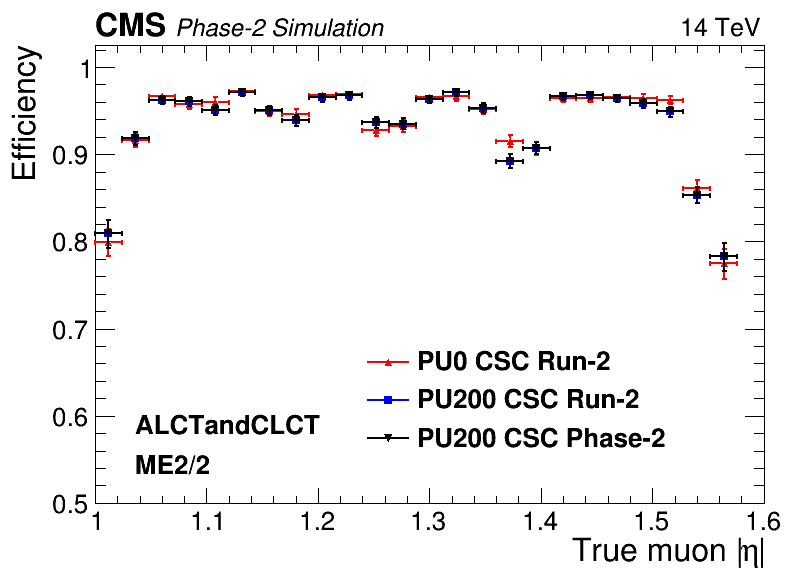 CMS Phase-2 Simulation 14 TeV
Efficiency
1
0.9
0.8
0.7
0.6
0.5
PU0 CSC Run-2
PU200 CSC Run-2
PU200 CSC Phase-2
ALCTandCLCT
ME2/2
1 1.1 1.2 1.3 1.4 1.5 1.6
True muon |η|